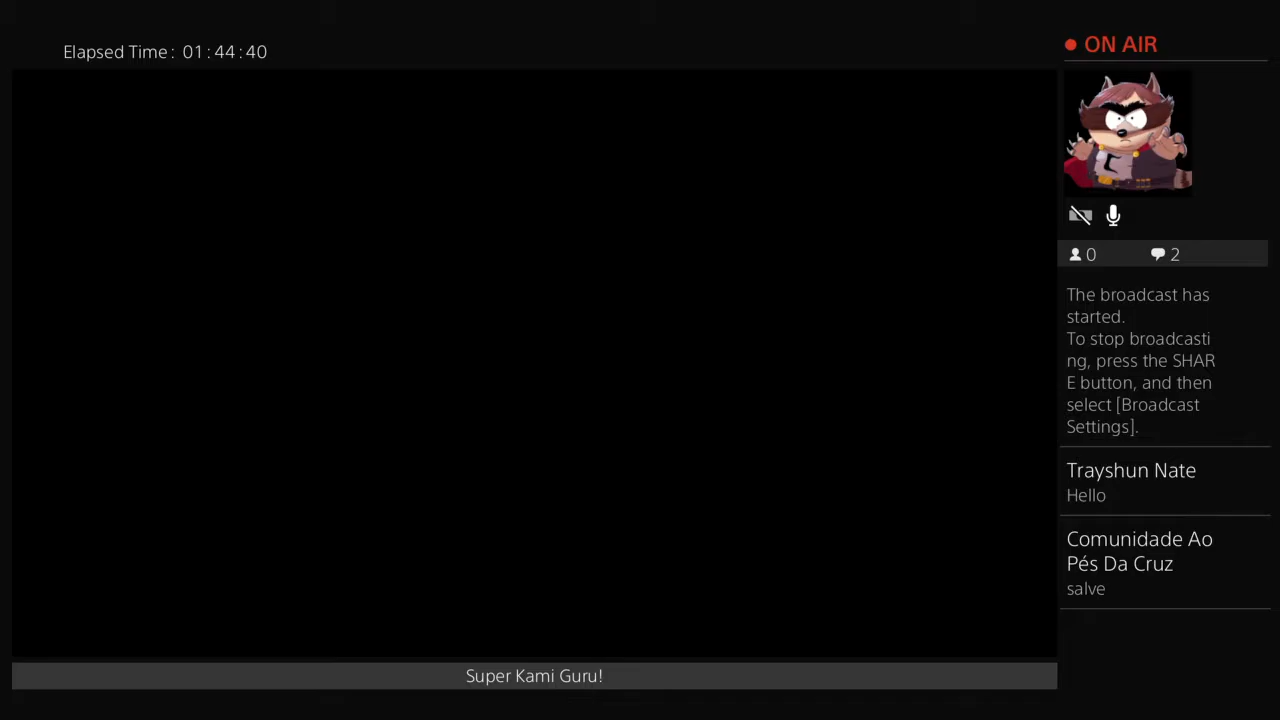 Elapsed Time: 01:44:40
ON AIR
0 2
The broadcast has
started.
To stop broadcasti
ng, press the SHAR
E button, and then
select [Broadcast
Settings].
Trayshun Nate
Hello
Comunidade Ao
Pés Da Cruz
salve
Super Kami Guru!